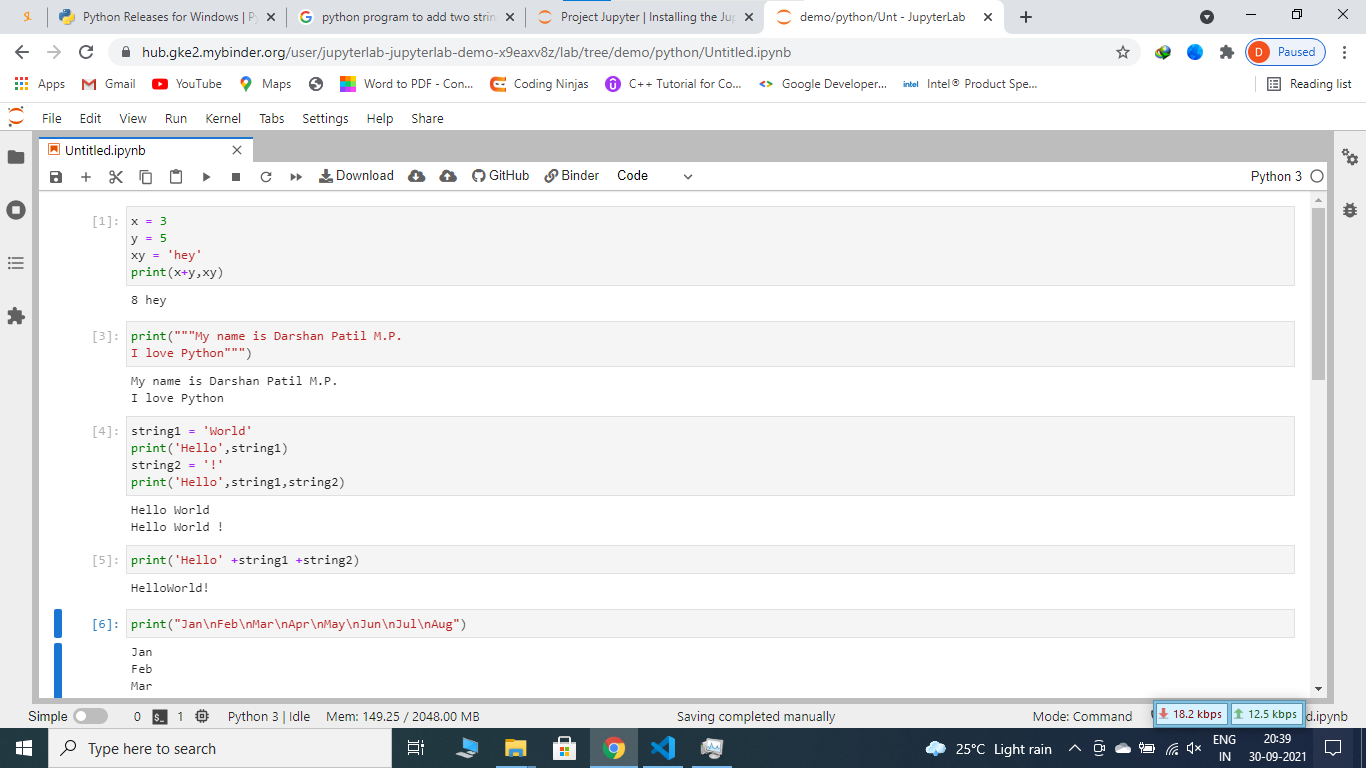 Python Releases for Windows | Py
python program to add two strin
Project Jupyter | Installing the Jup
demo/python/Unt - JupyterLab
hub.gke2.mybinder.org/user/jupyterlab-jupyterlab-demo-x9eaxv8z/lab/tree/demo/python/Untitled.ipynb
D Paused
Apps Gmail YouTube Maps Word to PDF - Con... Coding Ninjas C++ Tutorial for Co... Google Developer... intel Intel® Product Spe... Reading list
File Edit View Run Kernel Tabs Settings Help Share
Untitled.ipynb
Download GitHub Binder Code Python 3
[1]: x = 3
y = 5
xy = 'hey'
print(x+y,xy)
8 hey
[3]: print("""My name is Darshan Patil M.P.
I love Python""")
My name is Darshan Patil M.P.
I love Python
[4]: string1 = 'World'
print('Hello',string1)
string2 = '!'
print('Hello',string1,string2)
Hello World
Hello World !
[5]: print('Hello' +string1 +string2)
HelloWorld!
[6]: print("Jan\nFeb\nMar\nApr\nMay\nJun\nJul\nAug")
Jan
Feb
Mar
Simple 0 $_ 1 Python 3 | Idle Mem: 149.25 / 2048.00 MB Saving completed manually Mode: Command d.ipynb
18.2 kbps 12.5 kbps
Type here to search
25°C Light rain
ENG
IN
20:39
30-09-2021